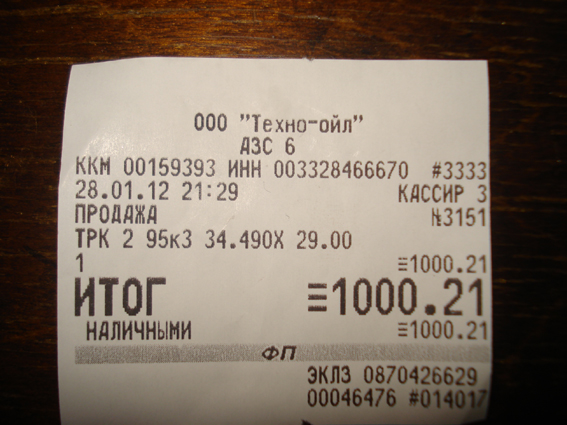 ООО "Техно-ойл"
АЗС 6
ККМ 00159393 ИНН 003328466670 #3333
28.01.12 21:29 КАССИР 3
ПРОДАЖА №3151
ТРК 2 95к3 34.490Х 29.00
1 ≡1000.21
ИТОГ ≡1000.21
НАЛИЧНЫМИ ≡1000.21
ФП
ЭКЛЗ 0870426629
00046476 #014017